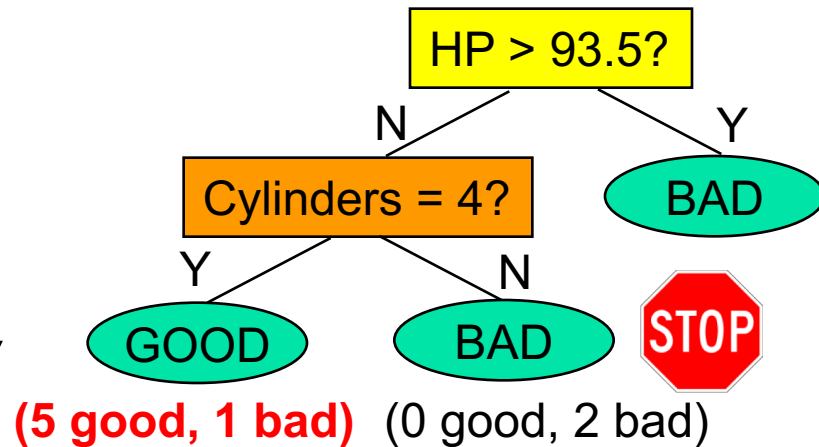 HP > 93.5?
N
Y
Cylinders = 4?
BAD
Y
N
GOOD
BAD
STOP
(5 good, 1 bad) (0 good, 2 bad)